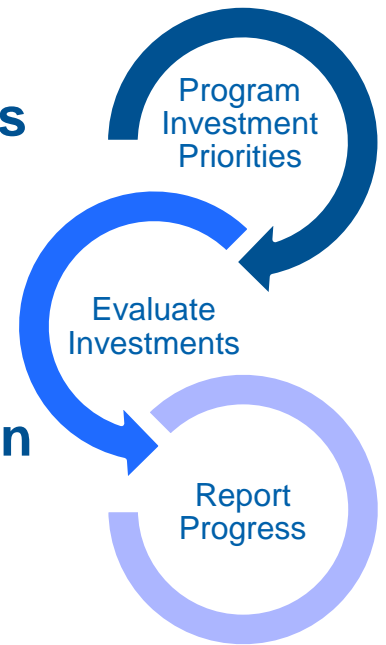 Program
Investment
Priorities
s
Evaluate
Investments
n
Report
Progress